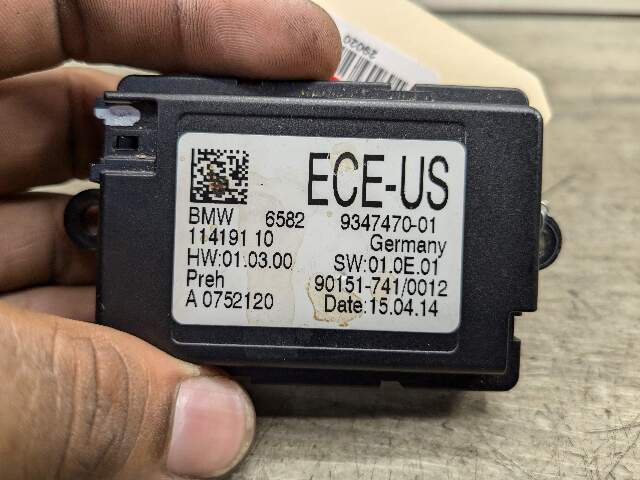 29020
ECE-US
BMW 6582 9347470-01
114191 10 Germany
HW:01.03.00 SW:01.0E.01
Preh 90151-741/0012
A 0752120 Date:15.04.14